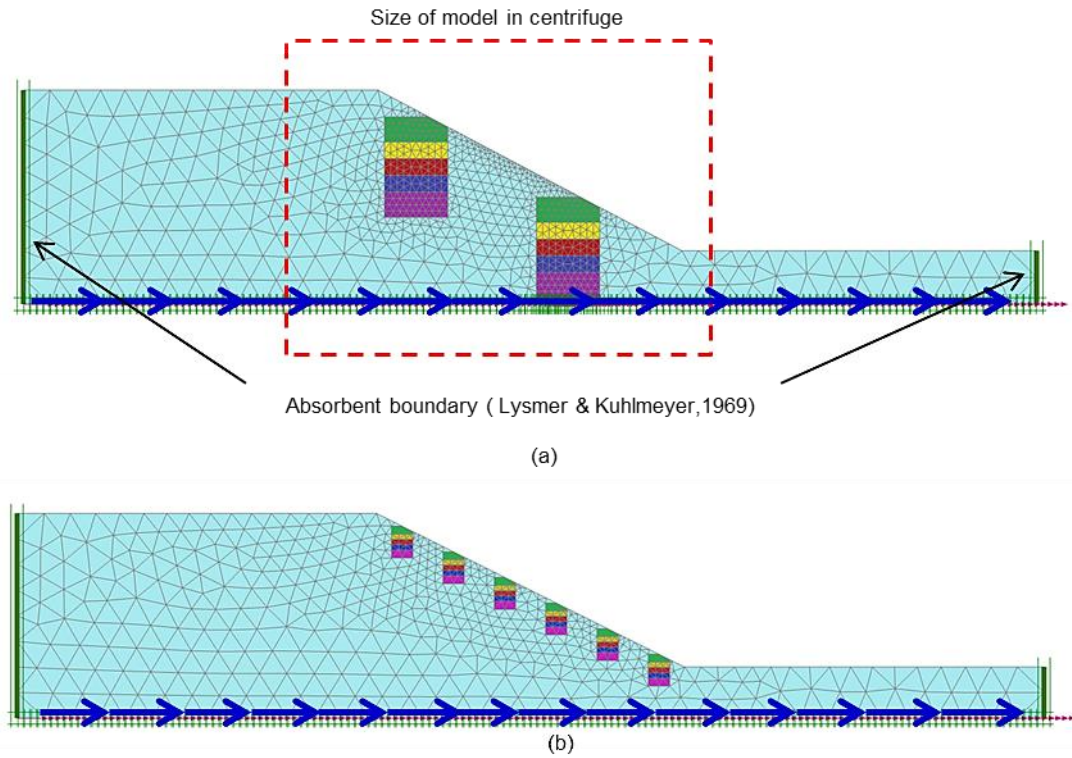 Size of model in centrifuge
Absorbent boundary ( Lysmer & Kuhlmeyer,1969)
(a)
(b)